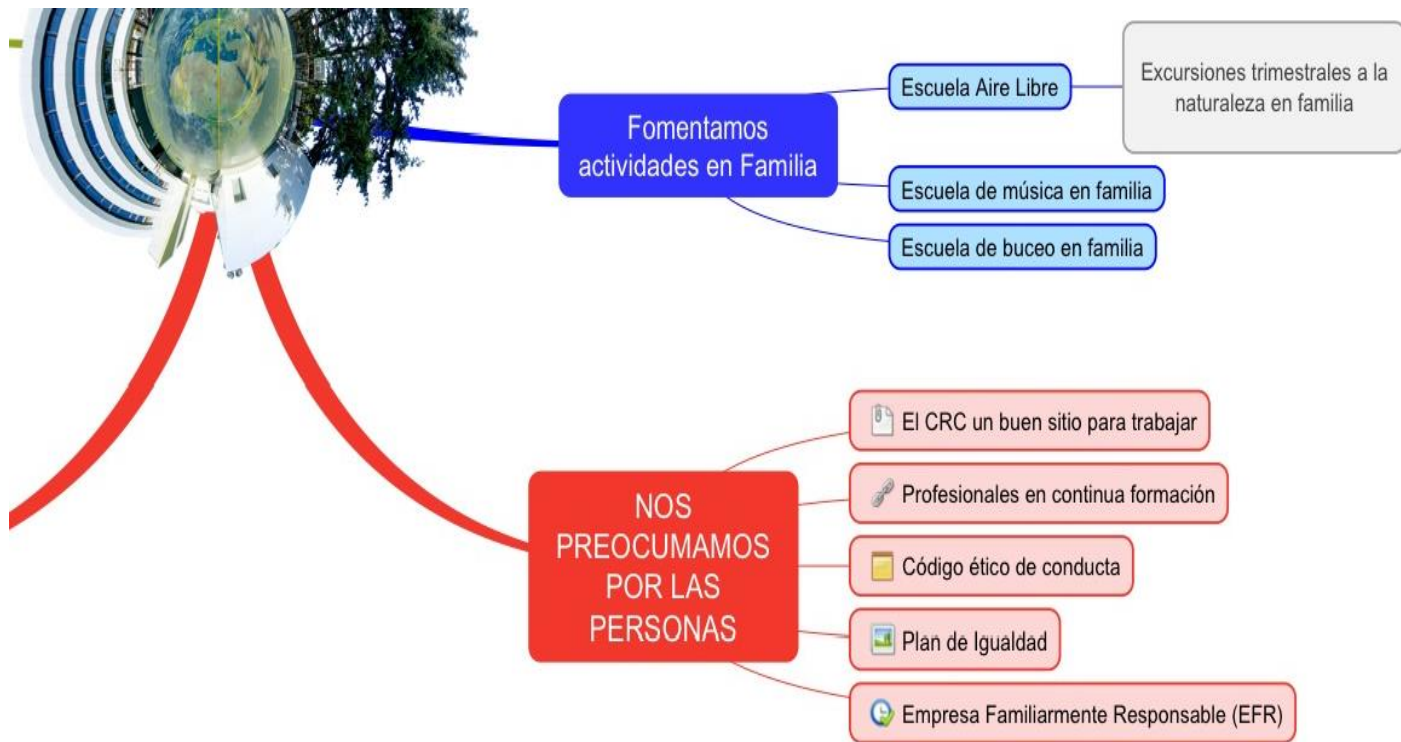 Fomentamos
actividades en Familia
Escuela Aire Libre
Excursiones trimestrales a la
naturaleza en familia
Escuela de música en familia
Escuela de buceo en familia
NOS
PREOCUMAMOS
POR LAS
PERSONAS
El CRC un buen sitio para trabajar
Profesionales en continua formación
Código ético de conducta
Plan de Igualdad
Empresa Familiarmente Responsable (EFR)